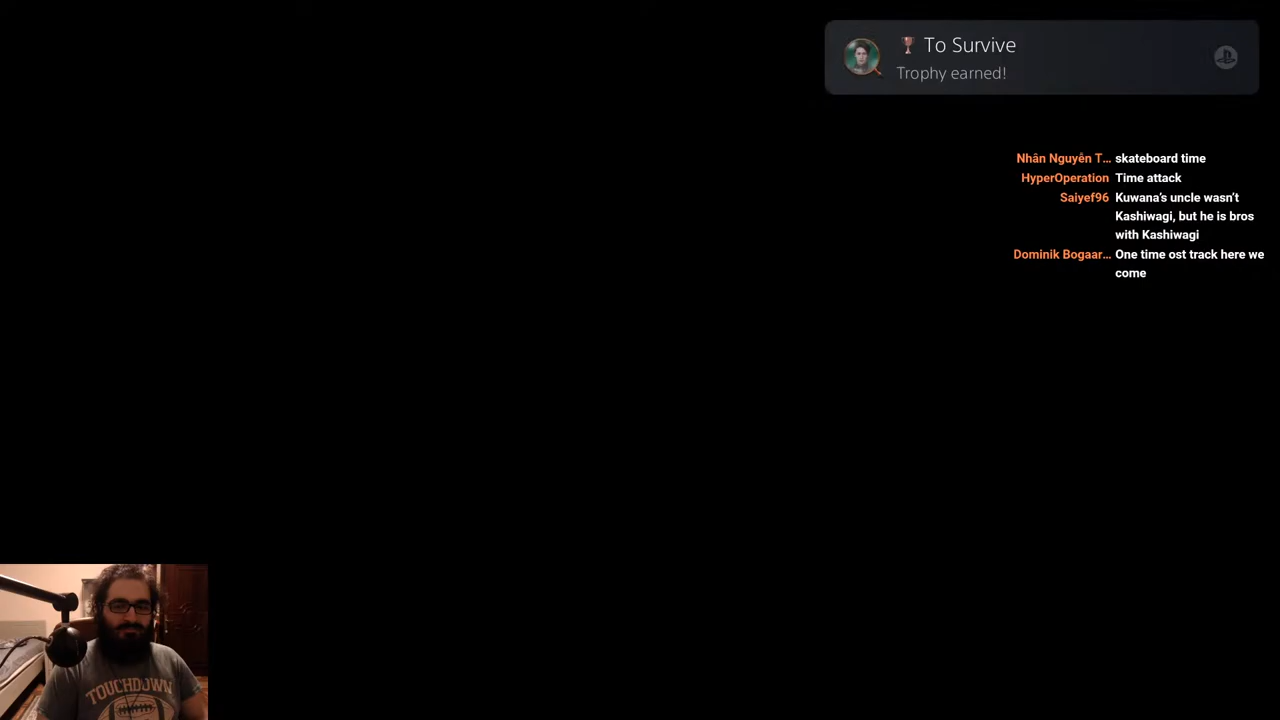 To Survive
Trophy earned!
Nhân Nguyễn T... skateboard time
HyperOperation Time attack
Saiyef96 Kuwana's uncle wasn't
Kashiwagi, but he is bros
with Kashiwagi
Dominik Bogaar... One time ost track here we
come
TOUCHDOWN